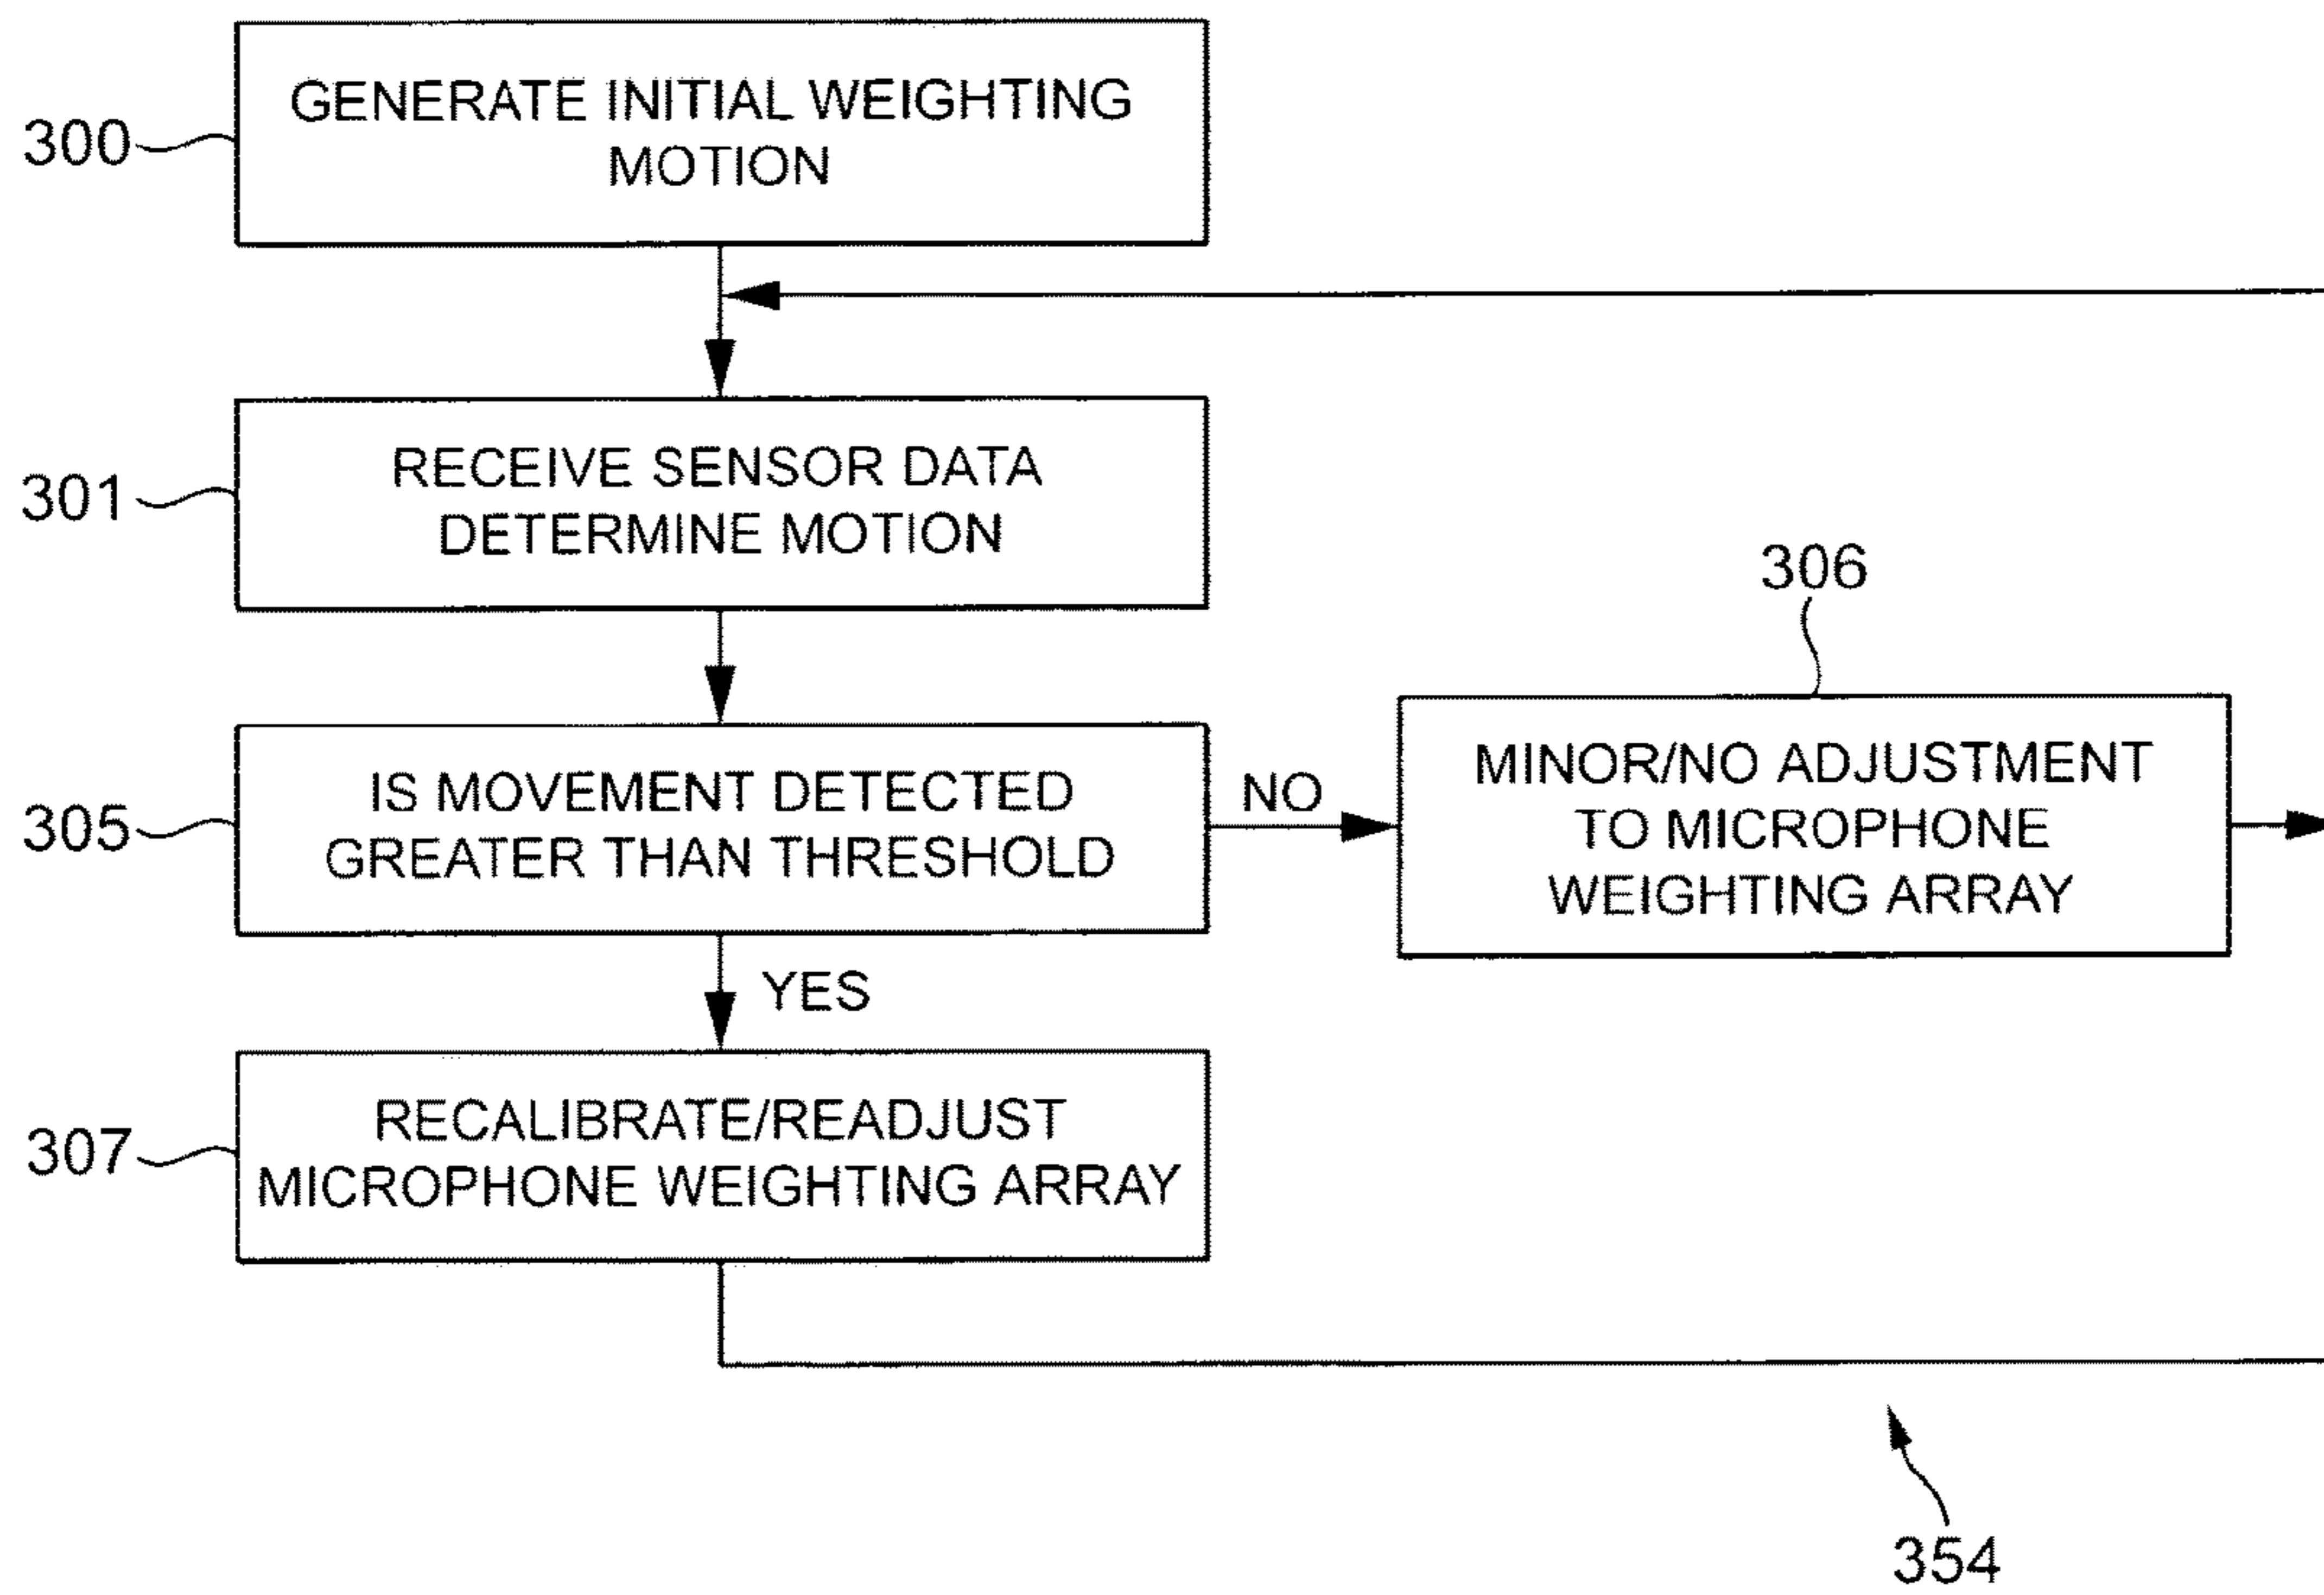 300
GENERATE INITIAL WEIGHTING
MOTION
301
RECEIVE SENSOR DATA
DETERMINE MOTION
305
IS MOVEMENT DETECTED
GREATER THAN THRESHOLD
NO
306
MINOR/NO ADJUSTMENT
TO MICROPHONE
WEIGHTING ARRAY
YES
307
RECALIBRATE/READJUST
MICROPHONE WEIGHTING ARRAY
354